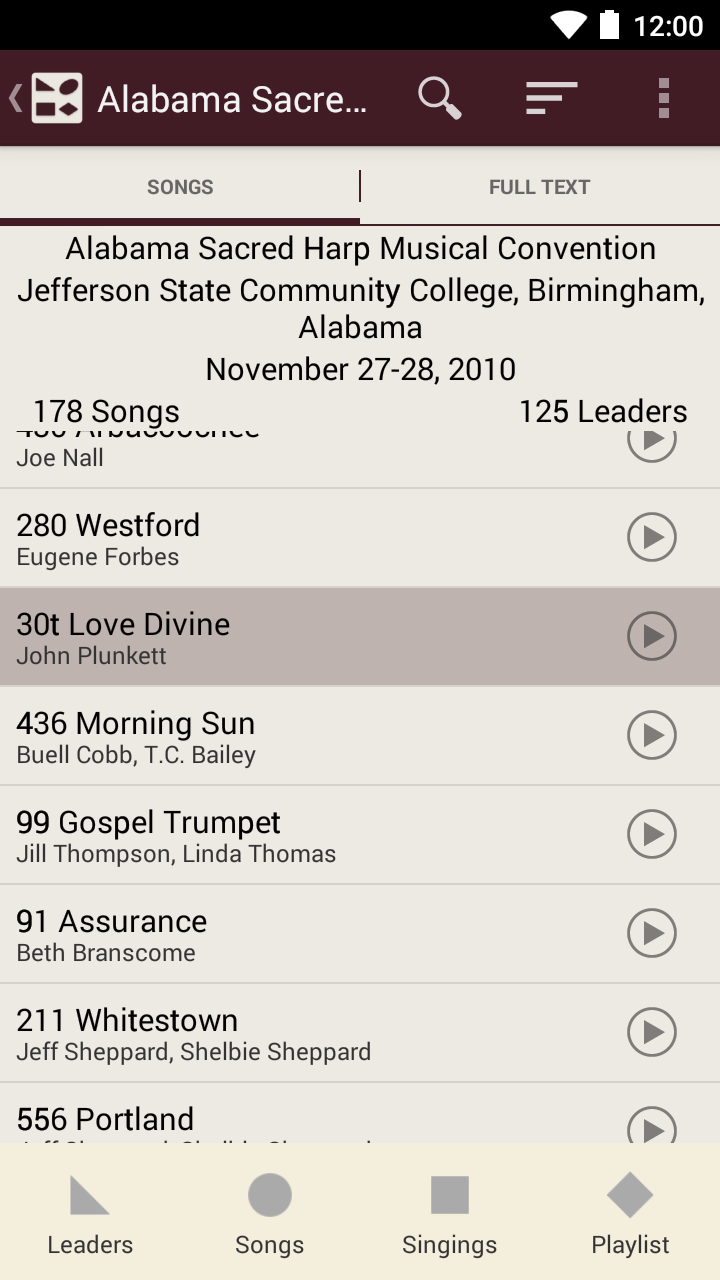 12:00
Alabama Sacre...
SONGS
FULL TEXT
Alabama Sacred Harp Musical Convention
Jefferson State Community College, Birmingham,
Alabama
November 27-28, 2010
178 Songs
125 Leaders
Joe Nall
280 Westford
Eugene Forbes
30t Love Divine
John Plunkett
436 Morning Sun
Buell Cobb, T.C. Bailey
99 Gospel Trumpet
Jill Thompson, Linda Thomas
91 Assurance
Beth Branscome
211 Whitestown
Jeff Sheppard, Shelbie Sheppard
556 Portland
Leaders
Songs
Singings
Playlist